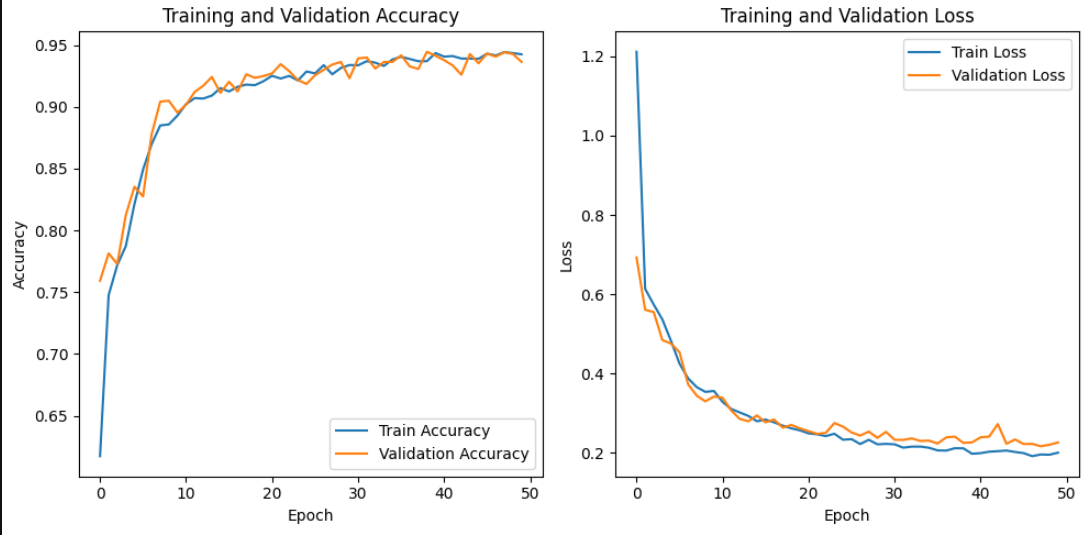 Training and Validation Accuracy
0.95
0.90
0.85
0.80
0.75
0.70
0.65
Accuracy
Train Accuracy
Validation Accuracy
0 10 20 30 40 50
Epoch
Training and Validation Loss
Train Loss
Validation Loss
1.2
1.0
0.8
0.6
0.4
0.2
Loss
0 10 20 30 40 50
Epoch